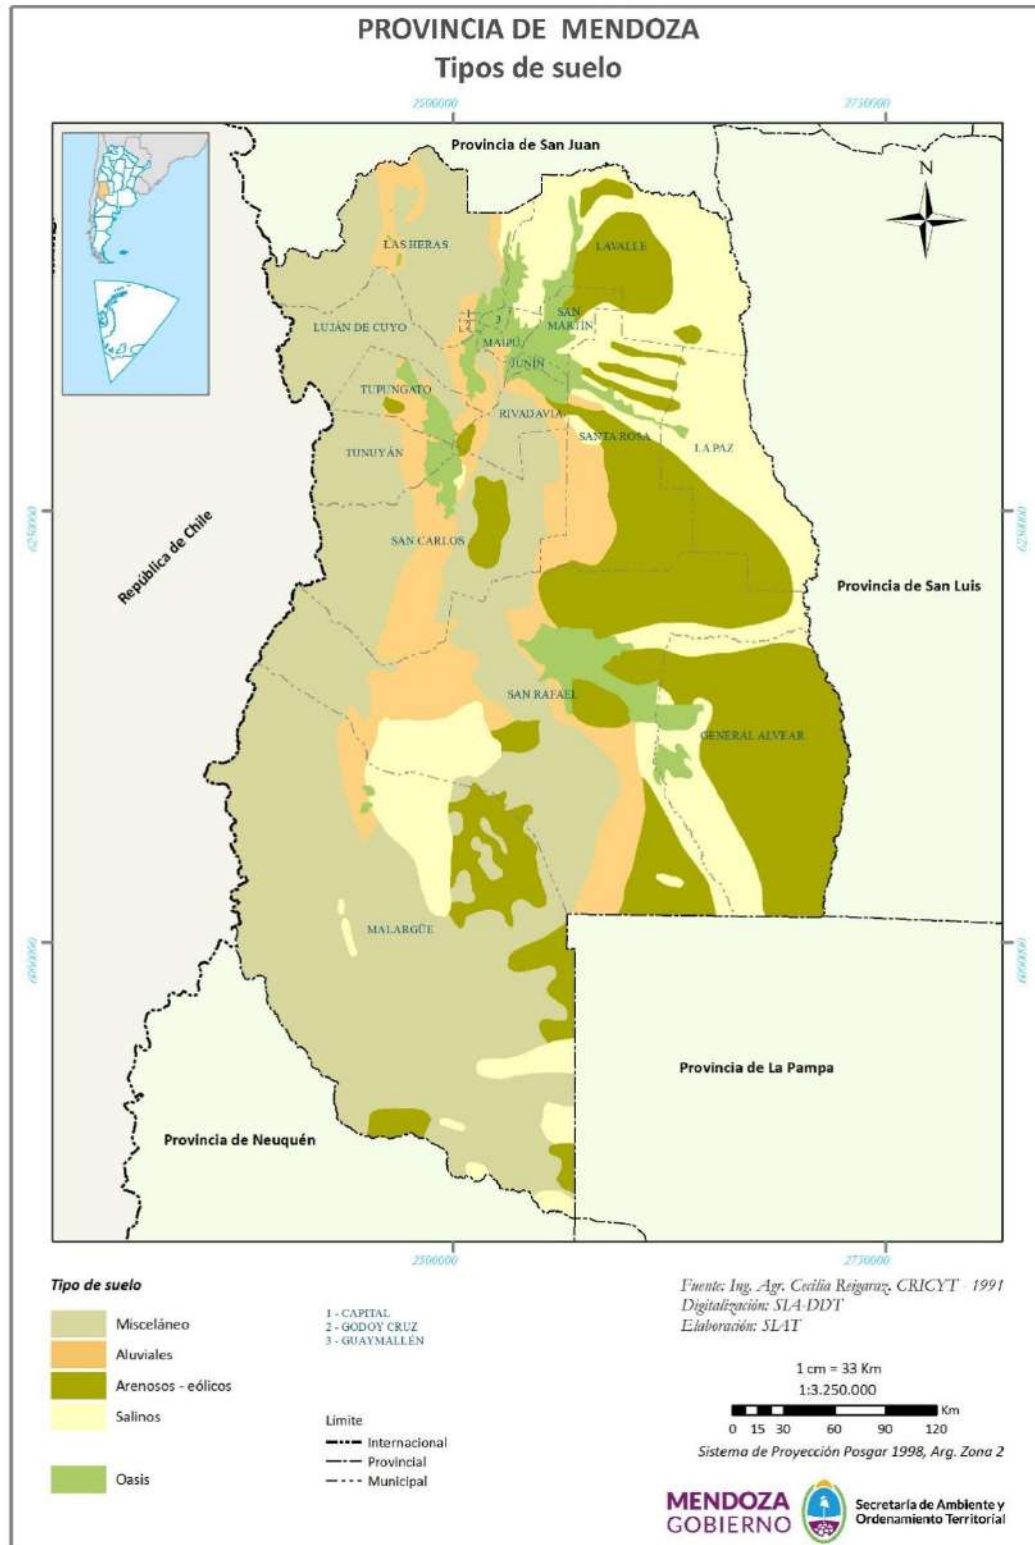 PROVINCIA DE MENDOZA
Tipos de suelo
2500000
2750000
Provincia de San Juan
N
LAS HERAS
LAVALLE
LUJÁN DE CUYO
1
2
3
SAN
MARTÍN
MAIPÚ
JUNÍN
TUPUNGATO
RIVADAVIA
SANTA ROSA
LA PAZ
TUNUYÁN
6250000
6250000
SAN CARLOS
República de Chile
Provincia de San Luis
SAN RAFAEL
GENERAL ALVEAR
MALARGÜE
6000000
6000000
Provincia de La Pampa
Provincia de Neuquén
2500000
2750000
Tipo de suelo
Misceláneo
Aluviales
Arenosos - eólicos
Salinos
Oasis
1 - CAPITAL
2 - GODOY CRUZ
3 - GUAYMALLÉN
Límite
Internacional
Provincial
Municipal
Fuente: Ing. Agr. Cecilia Reigaraz. CRICYT - 1991
Digitalización: SIA-DDT
Elaboración: SIAT
1 cm = 33 Km
1:3.250.000
Km
0 15 30 60 90 120
Sistema de Proyección Posgar 1998, Arg. Zona 2
MENDOZA
GOBIERNO
Secretaría de Ambiente y
Ordenamiento Territorial